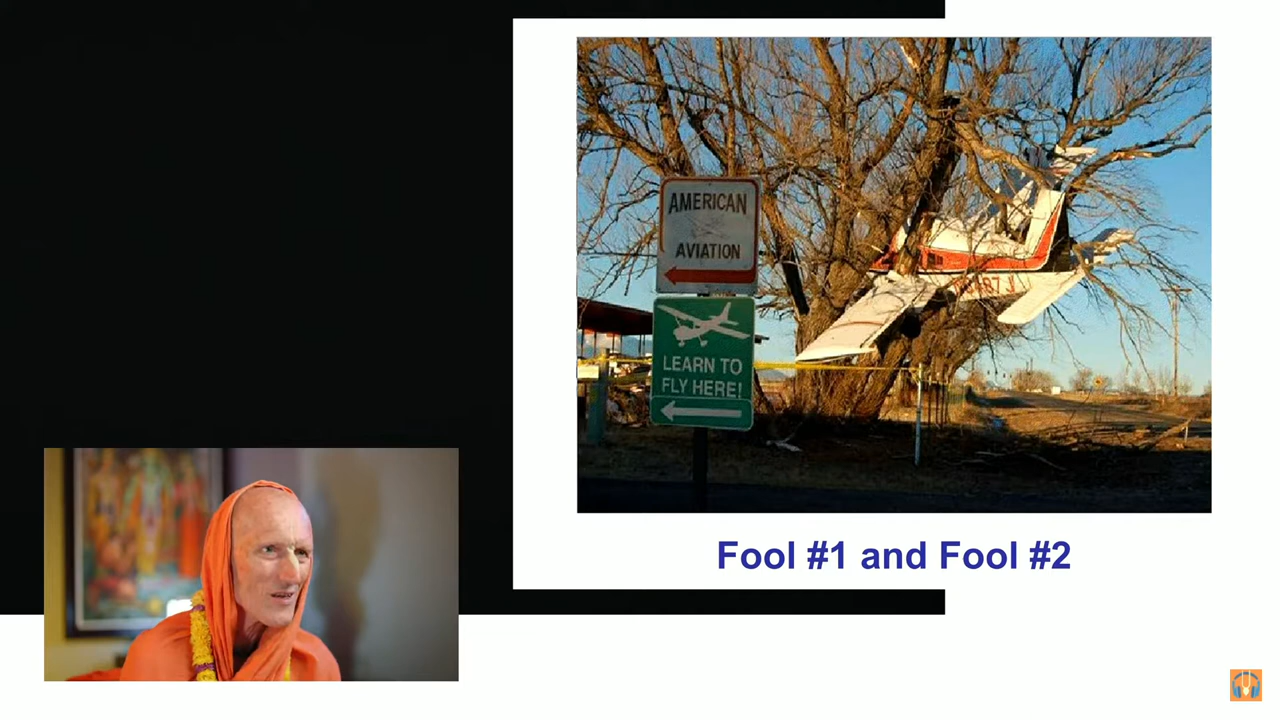 AMERICAN
AVIATION
LEARN TO
FLY HERE!
Fool #1 and Fool #2